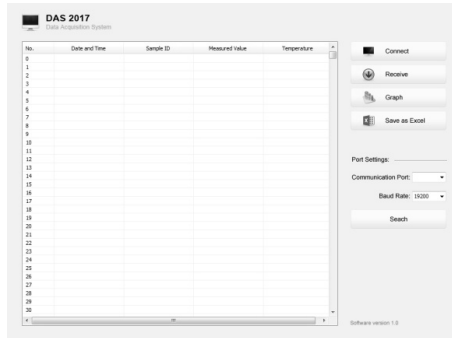 DAS 2017
Data Acquisition System
No. Date and Time Sample ID Measured Value Temperature
0
1
2
3
4
5
6
7
8
9
10
11
12
13
14
15
16
17
18
19
20
21
22
23
24
25
26
27
28
29
30
Connect
Receive
Graph
Save as Excel
Port Settings:
Communication Port:
Baud Rate: 19200
Seach
Software version 1.0